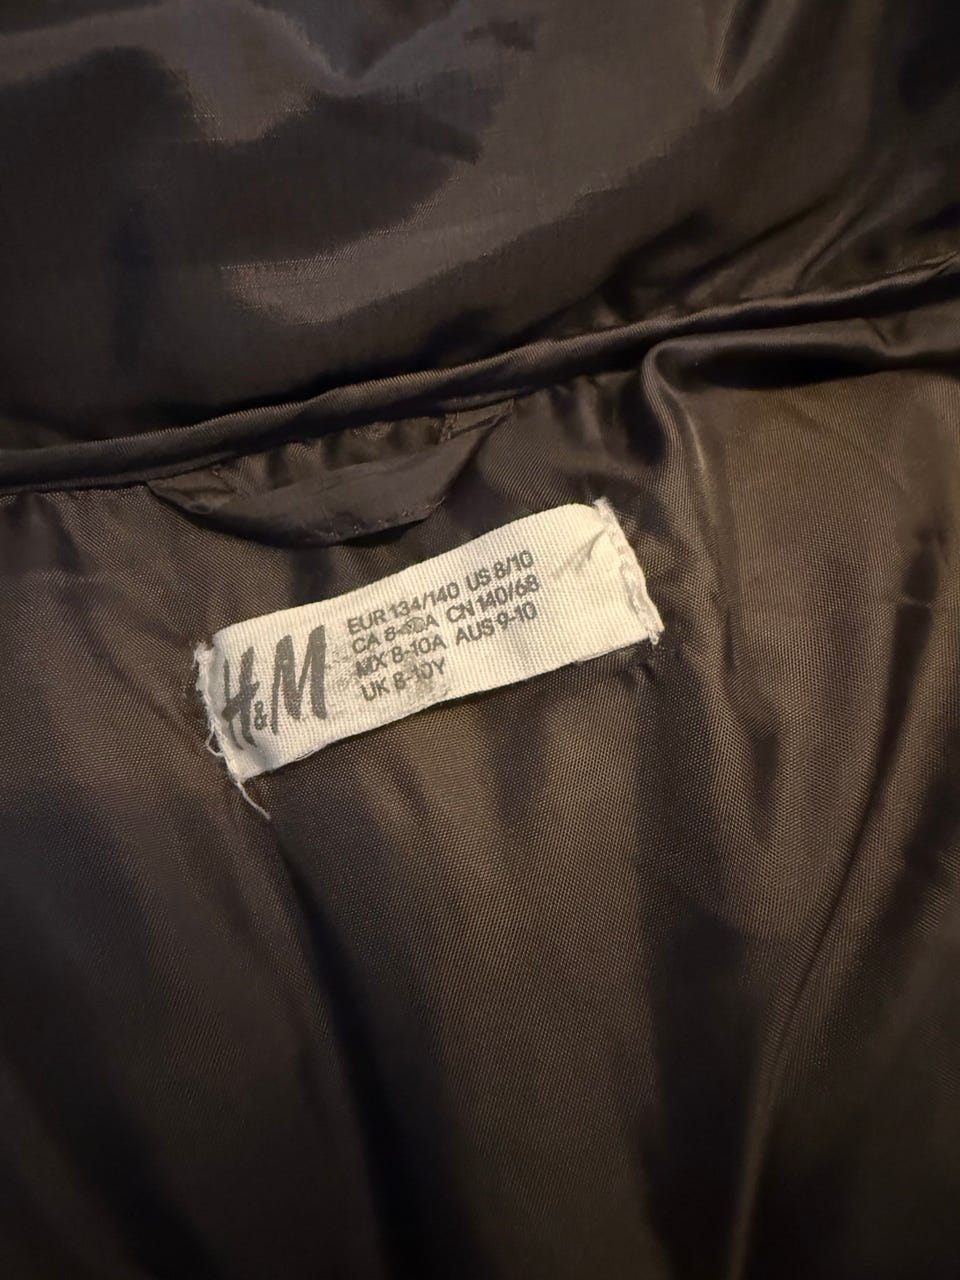 H&M
EUR 134/140 US 8/10
CA 8-10A CN 140/68
MX 8-10A AUS 9-10
UK 8-10Y